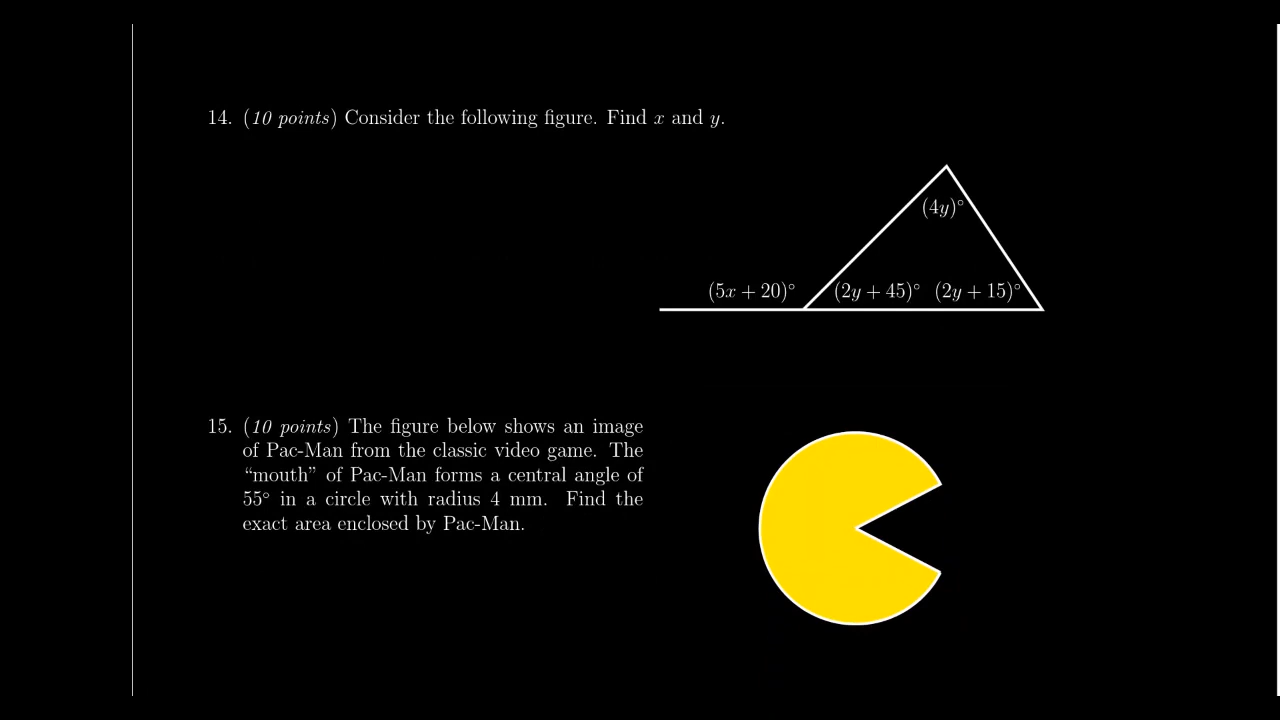 14. (10 points) Consider the following figure. Find x and y.
(4y)°
(5x + 20)° (2y + 45)° (2y + 15)°
15. (10 points) The figure below shows an image
of Pac-Man from the classic video game. The
“mouth” of Pac-Man forms a central angle of
55° in a circle with radius 4 mm. Find the
exact area enclosed by Pac-Man.